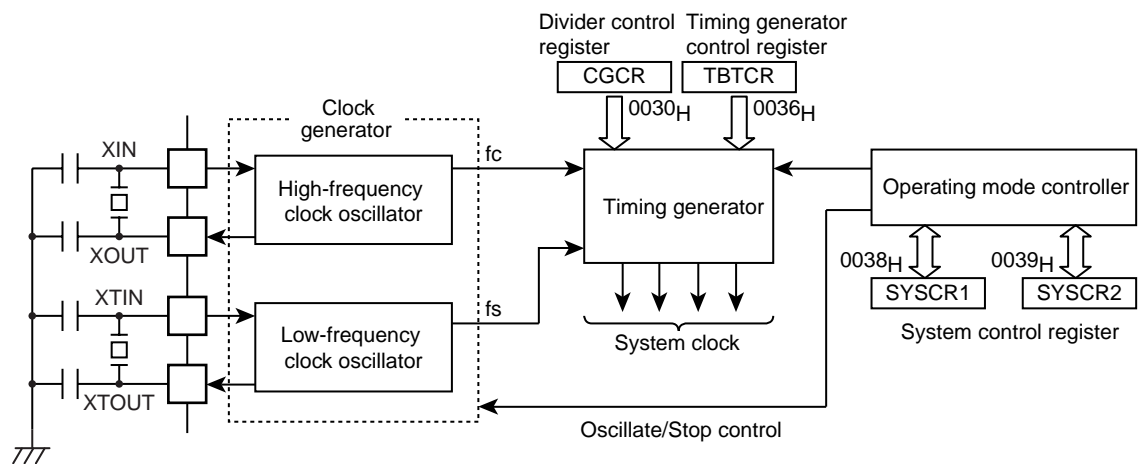 Divider control
register
Timing generator
control register
CGCR
TBTCR
0030H
0036H
Clock
generator
XIN
High-frequency
clock oscillator
fc
Timing generator
Operating mode controller
XOUT
0038H
0039H
SYSCR1
SYSCR2
System control register
XTIN
Low-frequency
clock oscillator
fs
System clock
XTOUT
Oscillate/Stop control